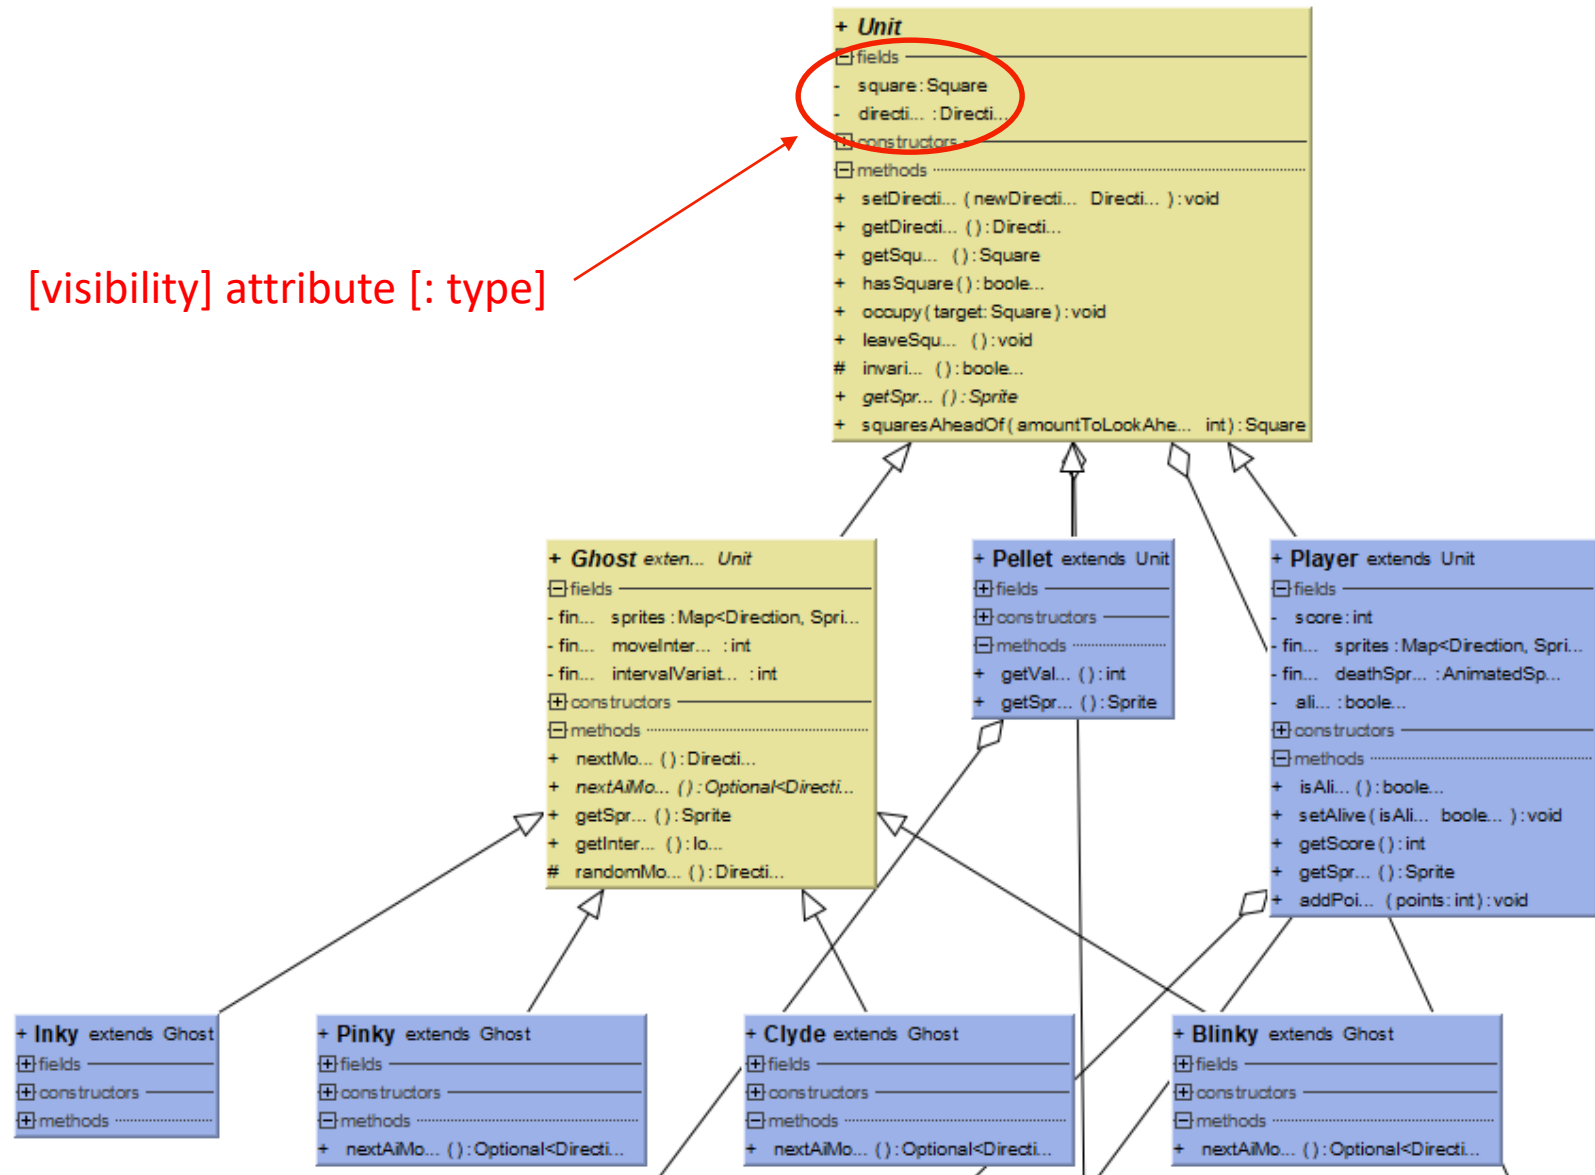 + Unit
fields
- square: Square
- directi... : Directi...
constructors
methods
+ setDirecti... ( newDirecti... Directi... ) : void
+ getDirecti... () : Directi...
+ getSqu... () : Square
+ hasSquare () : boole...
+ occupy ( target: Square ) : void
+ leaveSqu... () : void
# invari... () : boole...
+ getSpr... () : Sprite
+ squaresAheadOf ( amountToLookAhe... int) : Square
[visibility] attribute [: type]
+ Ghost exten... Unit
fields
- fin... sprites : Map<Direction, Spri...
- fin... moveInter... : int
- fin... intervalVariat... : int
constructors
methods
+ nextMo... () : Directi...
+ nextAiMo... () : Optional<Directi...
+ getSpr... () : Sprite
+ getInter... () : lo...
# randomMo... () : Directi...
+ Pellet extends Unit
fields
constructors
methods
+ getVal... () : int
+ getSpr... () : Sprite
+ Player extends Unit
fields
- score : int
- fin... sprites : Map<Direction, Spri...
- fin... deathSpr... : AnimatedSp...
- ali... : boole...
constructors
methods
+ isAli... () : boole...
+ setAlive ( isAli... boole... ) : void
+ getScore () : int
+ getSpr... () : Sprite
+ addPoi... ( points: int ) : void
+ Inky extends Ghost
fields
constructors
methods
+ Pinky extends Ghost
fields
constructors
methods
+ nextAiMo... () : Optional<Directi...
+ Clyde extends Ghost
fields
constructors
methods
+ nextAiMo... () : Optional<Directi...
+ Blinky extends Ghost
fields
constructors
methods
+ nextAiMo... () : Optional<Directi...